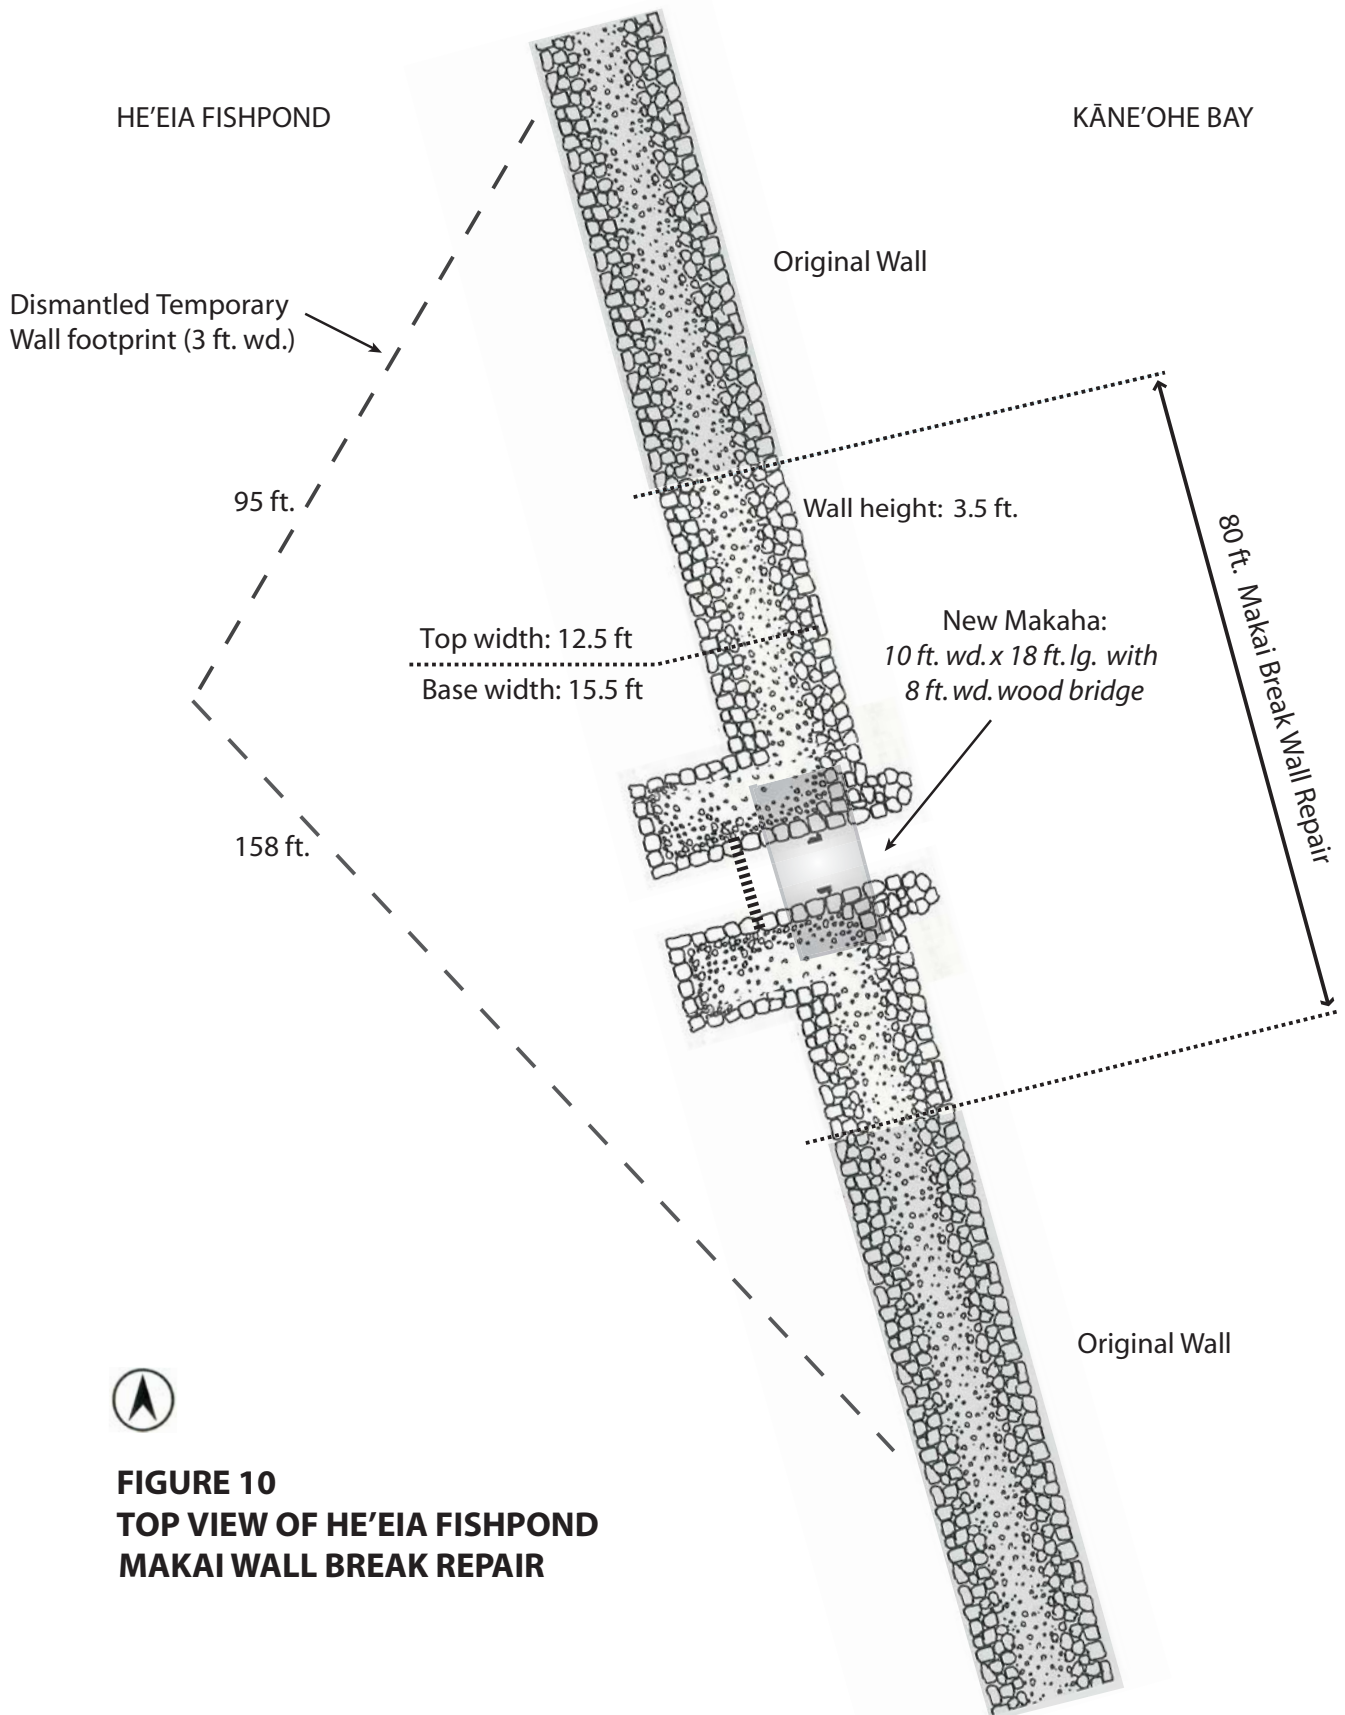 HE’EIA FISHPOND
KĀNE’OHE BAY
Original Wall
Dismantled Temporary
Wall footprint (3 ft. wd.)
95 ft.
Wall height: 3.5 ft.
80 ft. Makai Break Wall Repair
Top width: 12.5 ft
Base width: 15.5 ft
New Makaha:
10 ft. wd. x 18 ft. lg. with
8 ft. wd. wood bridge
158 ft.
Original Wall
FIGURE 10
TOP VIEW OF HE’EIA FISHPOND
MAKAI WALL BREAK REPAIR